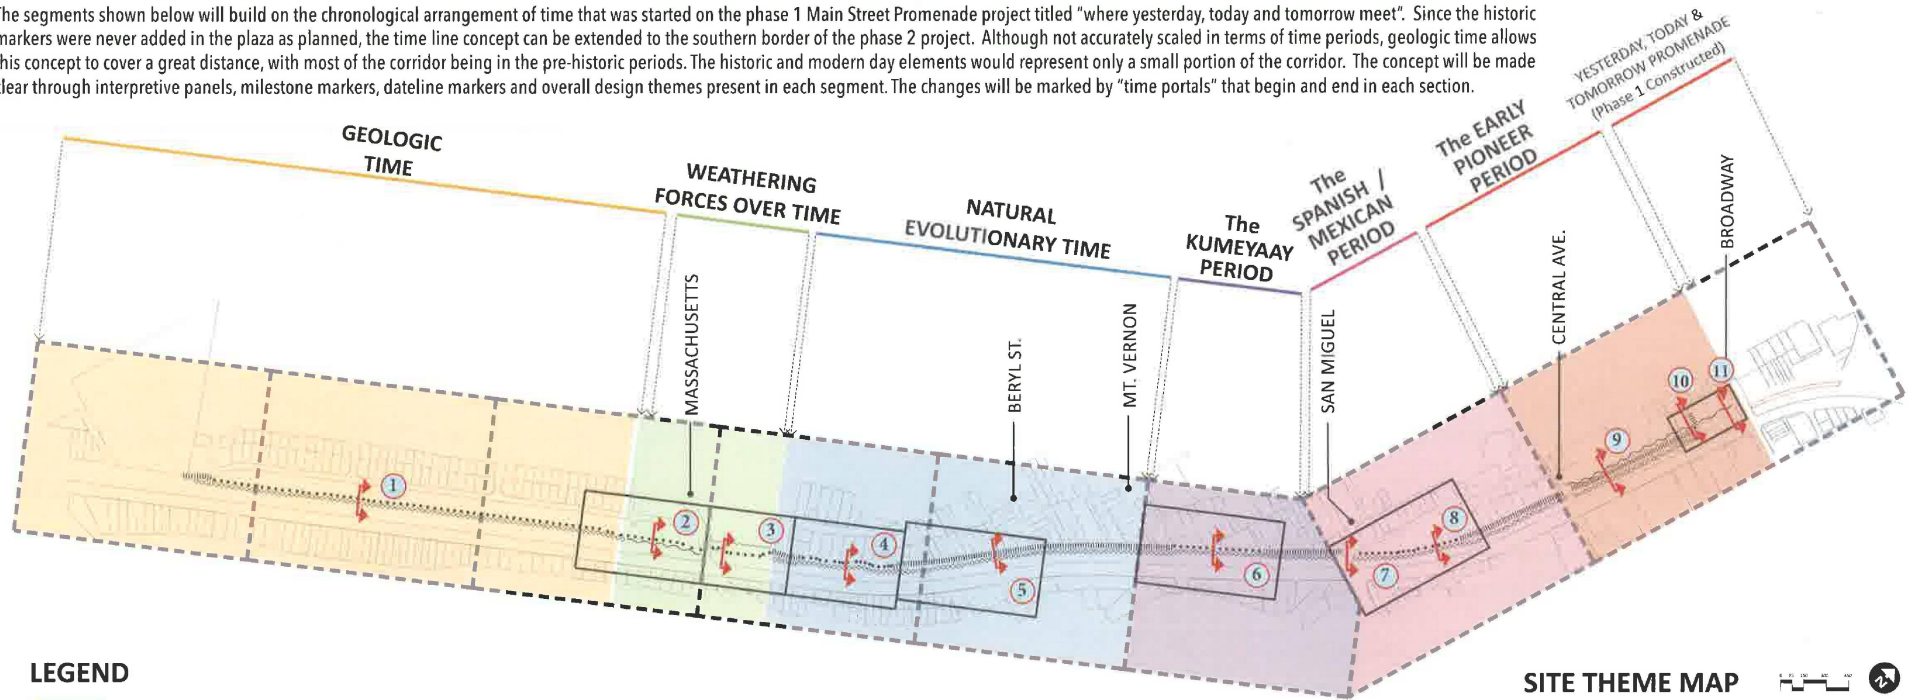 The segments shown below will build on the chronological arrangement of time that was started on the phase 1 Main Street Promenade project titled "where yesterday, today and tomorrow meet". Since the historic
markers were never added in the plaza as planned, the time line concept can be extended to the southern border of the phase 2 project. Although not accurately scaled in terms of time periods, geologic time allows
this concept to cover a great distance, with most of the corridor being in the pre-historic periods. The historic and modern day elements would represent only a small portion of the corridor. The concept will be made
clear through interpretive panels, milestone markers, dateline markers and overall design themes present in each segment. The changes will be marked by "time portals" that begin and end in each section.
GEOLOGIC
TIME
WEATHERING
FORCES OVER TIME
NATURAL
EVOLUTIONARY TIME
The
KUMEYAAY
PERIOD
The
SPANISH /
MEXICAN
PERIOD
The EARLY
PIONEER
PERIOD
YESTERDAY, TODAY &
TOMORROW PROMENADE
(Phase 1 Constructed)
MASSACHUSETTS
BERYL ST.
MT. VERNON
SAN MIGUEL
CENTRAL AVE.
BROADWAY
1
2
3
4
5
6
7
8
9
10
11
LEGEND
SITE THEME MAP
N